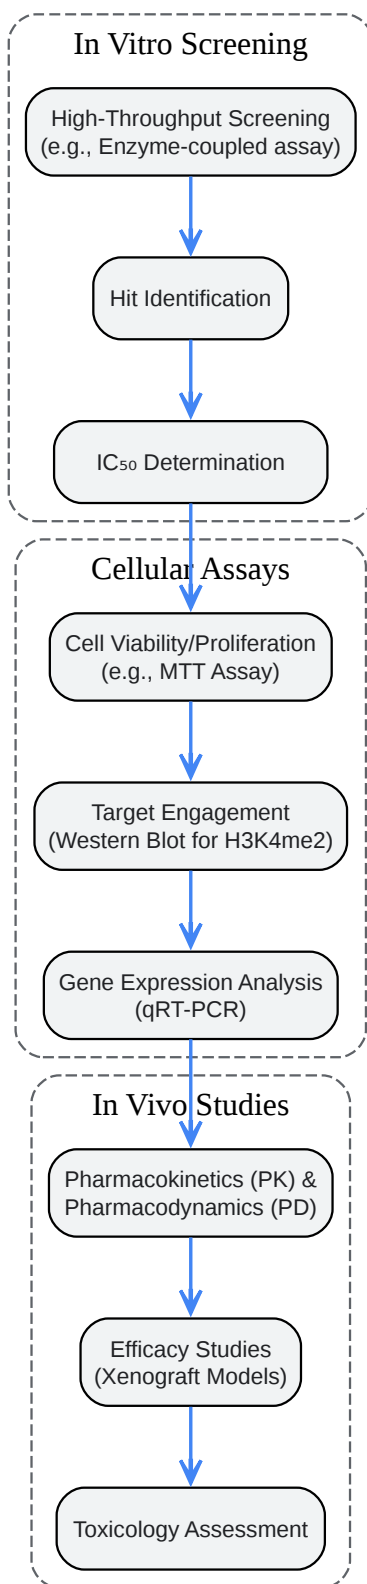 In Vitro Screening
High-Throughput Screening
(e.g., Enzyme-coupled assay)
Hit Identification
IC₅₀ Determination
Cellular Assays
Cell Viability/Proliferation
(e.g., MTT Assay)
Target Engagement
(Western Blot for H3K4me2)
Gene Expression Analysis
(qRT-PCR)
In Vivo Studies
Pharmacokinetics (PK) &
Pharmacodynamics (PD)
Efficacy Studies
(Xenograft Models)
Toxicology Assessment